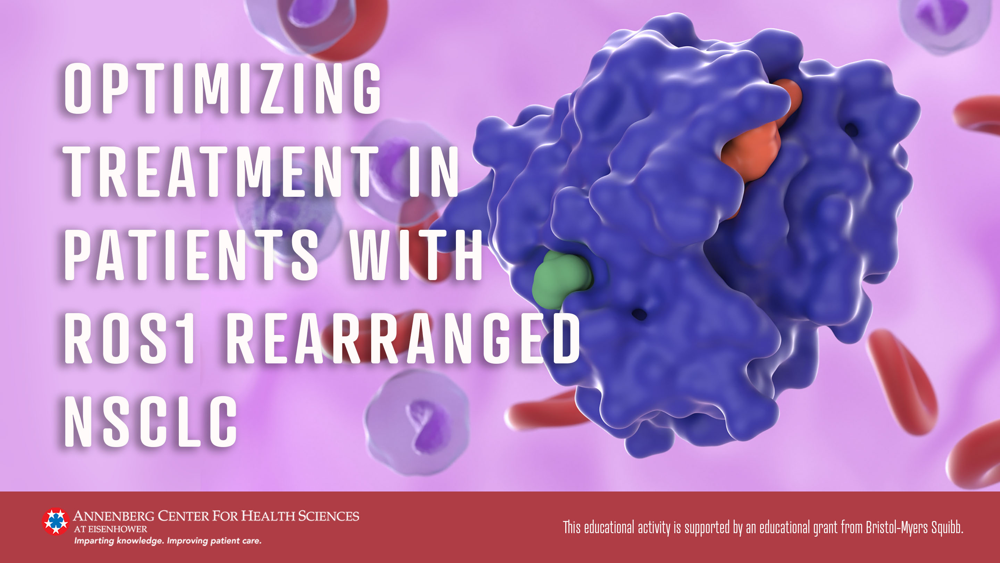 OPTIMIZING
TREATMENT IN
PATIENTS WITH
ROS1 REARRANGED
NSCLC
ANNENBERG CENTER FOR HEALTH SCIENCES
AT EISENHOWER
Imparting knowledge. Improving patient care.
This educational activity is supported by an educational grant from Bristol-Myers Squibb.